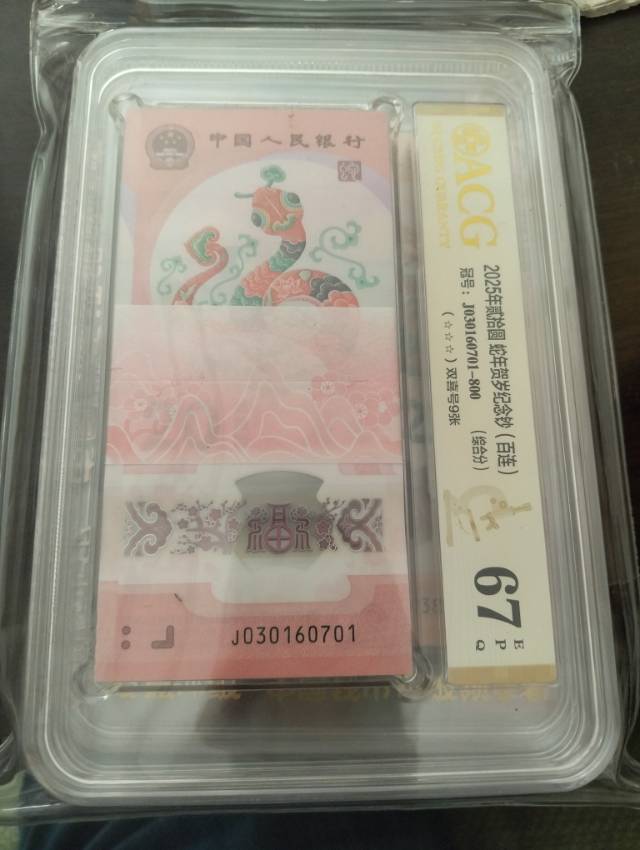 中国人民银行
福
J030160701
ACG
2025年贰拾圆 蛇年贺岁纪念钞（百连）
冠号：J030160701-800 （综合分）
（☆☆☆）双喜号9张
67 EPQ